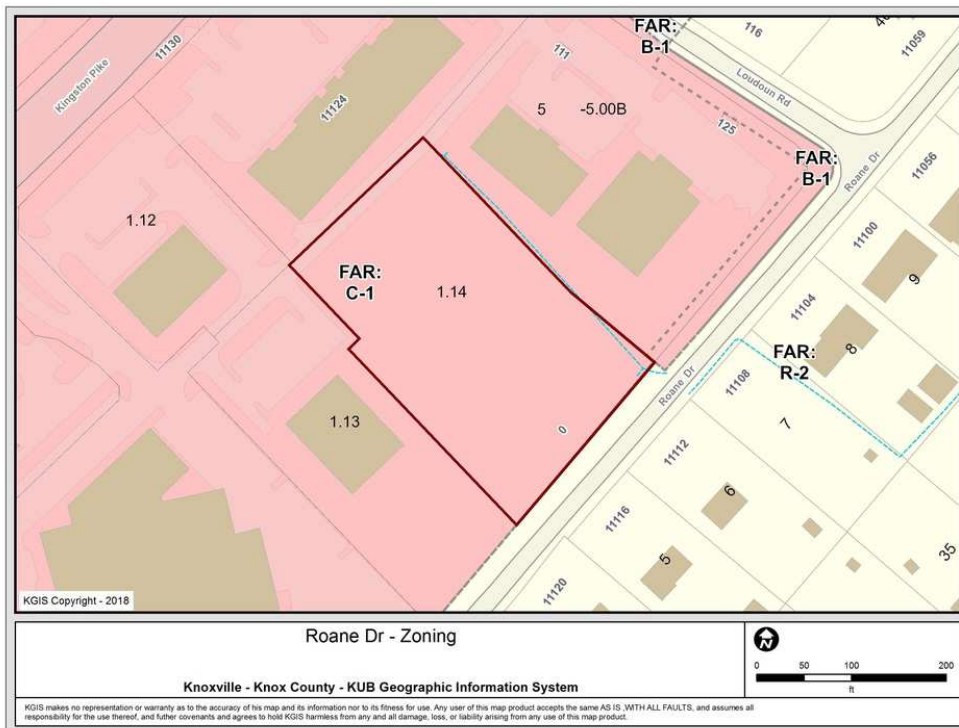 FAR:
B-1
116
40
11059
Kingston Pike
11130
111
Loudoun Rd
11124
5 -5.00B
125
FAR:
B-1
Roane Dr
11056
1.12
11100
FAR:
C-1
1.14
9
11104
FAR:
R-2
8
Roane Dr
11108
7
1.13
0
11112
6
11116
5
35
11120
KGIS Copyright - 2018
Roane Dr - Zoning
Knoxville - Knox County - KUB Geographic Information System
N
0 50 100 200
ft
KGIS makes no representation or warranty as to the accuracy of his map and its information nor to its fitness for use. Any user of this map product accepts the same AS IS ,WITH ALL FAULTS, and assumes all
responsibility for the use thereof, and futher covenants and agrees to hold KGIS harmless from any and all damage, loss, or liability arising from any use of this map product.